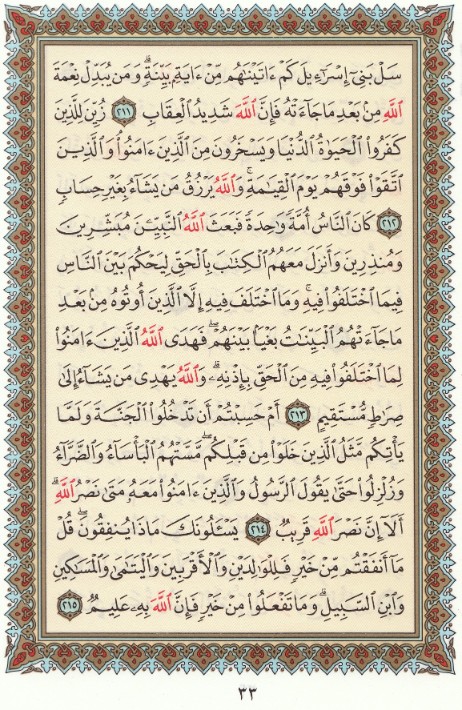 سَلْ بَنِىٓ إِسْرَٰٓءِيلَ كَمْ ءَاتَيْنَٰهُم مِّنْ ءَايَةٍۭ بَيِّنَةٍۗ وَمَن يُبَدِّلْ نِعْمَةَ
ٱللَّهِ مِنۢ بَعْدِ مَا جَآءَتْهُ فَإِنَّ ٱللَّهَ شَدِيدُ ٱلْعِقَابِ ٢١١ زُيِّنَ لِلَّذِينَ
كَفَرُوا۟ ٱلْحَيَوٰةُ ٱلدُّنْيَا وَيَسْخَرُونَ مِنَ ٱلَّذِينَ ءَامَنُوا۟ۘ وَٱلَّذِينَ
ٱتَّقَوْا۟ فَوْقَهُمْ يَوْمَ ٱلْقِيَٰمَةِۗ وَٱللَّهُ يَرْزُقُ مَن يَشَآءُ بِغَيْرِ حِسَابٍ
٢١٢ كَانَ ٱلنَّاسُ أُمَّةً وَٰحِدَةً فَبَعَثَ ٱللَّهُ ٱلنَّبِيِّۦنَ مُبَشِّرِينَ
وَمُنذِرِينَ وَأَنزَلَ مَعَهُمُ ٱلْكِتَٰبَ بِٱلْحَقِّ لِيَحْكُمَ بَيْنَ ٱلنَّاسِ
فِيمَا ٱخْتَلَفُوا۟ فِيهِۚ وَمَا ٱخْتَلَفَ فِيهِ إِلَّا ٱلَّذِينَ أُوتُوهُ مِنۢ بَعْدِ
مَا جَآءَتْهُمُ ٱلْبَيِّنَٰتُ بَغْيًۢا بَيْنَهُمْۖ فَهَدَى ٱللَّهُ ٱلَّذِينَ ءَامَنُوا۟
لِمَا ٱخْتَلَفُوا۟ فِيهِ مِنَ ٱلْحَقِّ بِإِذْنِهِۦۗ وَٱللَّهُ يَهْدِى مَن يَشَآءُ إِلَىٰ
صِرَٰطٍ مُّسْتَقِيمٍ ٢١٣ أَمْ حَسِبْتُمْ أَن تَدْخُلُوا۟ ٱلْجَنَّةَ وَلَمَّا
يَأْتِكُم مَّثَلُ ٱلَّذِينَ خَلَوْا۟ مِن قَبْلِكُمۖ مَّسَّتْهُمُ ٱلْبَأْسَآءُ وَٱلضَّرَّآءُ
وَزُلْزِلُوا۟ حَتَّىٰ يَقُولَ ٱلرَّسُولُ وَٱلَّذِينَ ءَامَنُوا۟ مَعَهُۥ مَتَىٰ نَصْرُ ٱللَّهِۗ
أَلَآ إِنَّ نَصْرَ ٱللَّهِ قَرِيبٌ ٢١٤ يَسْـَٔلُونَكَ مَاذَا يُنفِقُونَۖ قُلْ
مَآ أَنفَقْتُم مِّنْ خَيْرٍ فَلِلْوَٰلِدَيْنِ وَٱلْأَقْرَبِينَ وَٱلْيَتَٰمَىٰ وَٱلْمَسَٰكِينِ
وَٱبْنِ ٱلسَّبِيلِۗ وَمَا تَفْعَلُوا۟ مِنْ خَيْرٍ فَإِنَّ ٱللَّهَ بِهِۦ عَلِيمٌ ٢١٥
٣٣